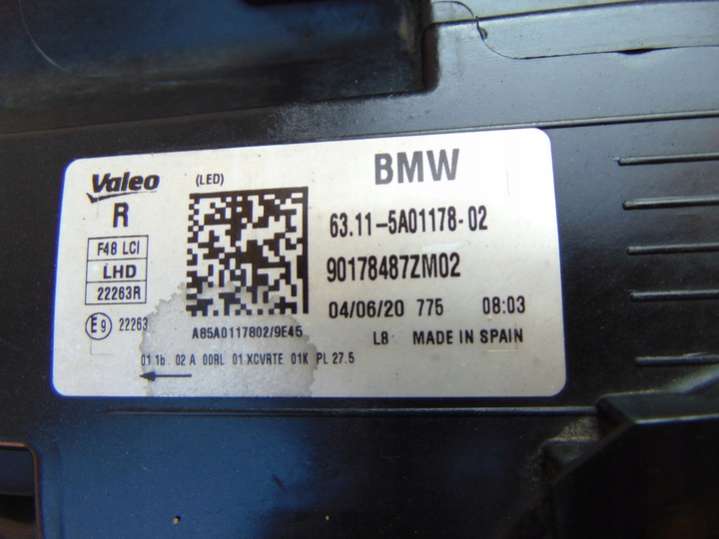 Valeo (LED) BMW
R
63.11-5A01178-02
F48 LCI
LHD
22263R
90178487ZM02
04/06/20 775 08:03
E9 22263
A85A0117802/9E45
L8 MADE IN SPAIN
01 1b. 02 A 00RL 01.XCVRTE 01K PL 27.5